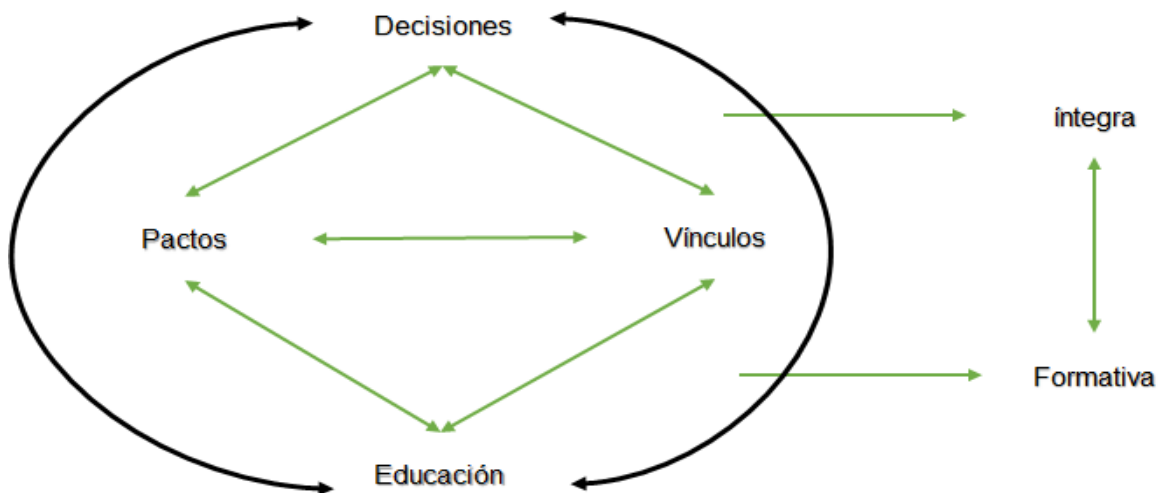 Decisiones
íntegra
Pactos
Vínculos
Formativa
Educación